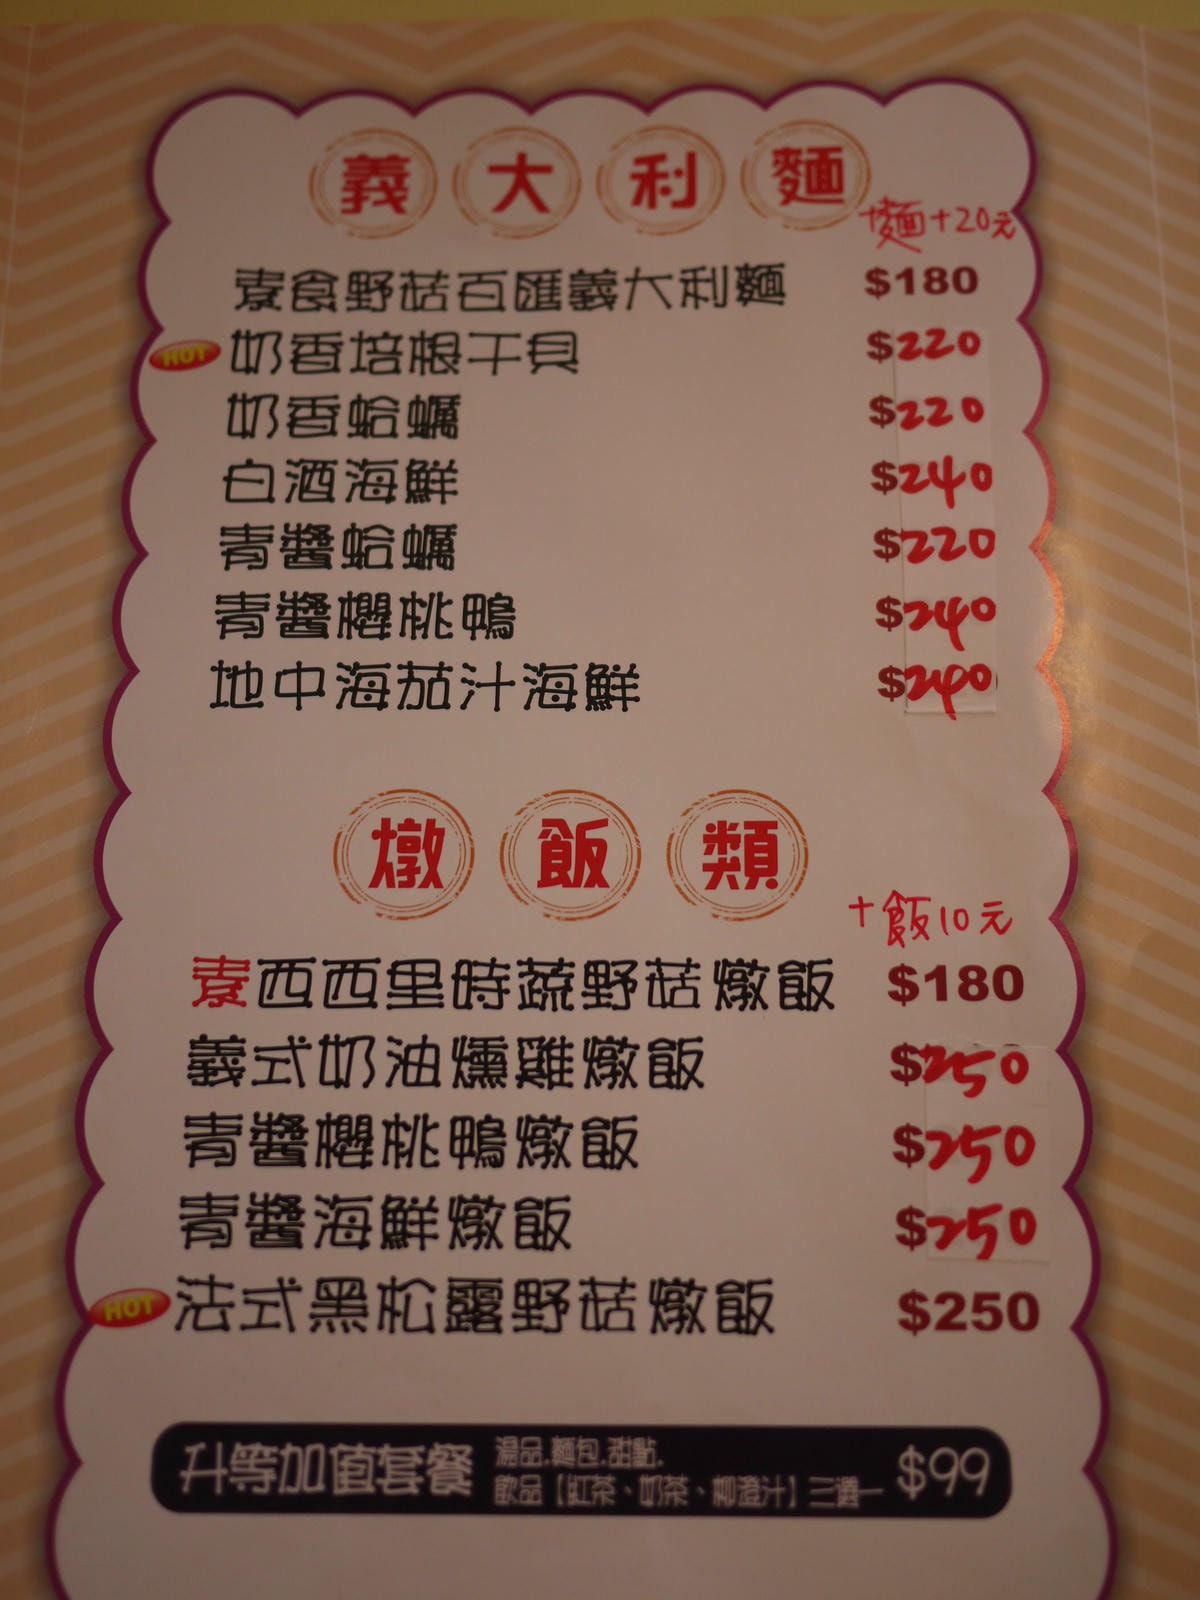 義大利麵
+麵+20元
素食野菇百匯義大利麵 $180
HOT 奶香培根干貝 $220
奶香蛤蠣 $220
白酒海鮮 $240
青醬蛤蠣 $220
青醬櫻桃鴨 $240
地中海茄汁海鮮 $240
燉飯類
+飯10元
素西西里時蔬野菇燉飯 $180
義式奶油燻雞燉飯 $250
青醬櫻桃鴨燉飯 $250
青醬海鮮燉飯 $250
HOT 法式黑松露野菇燉飯 $250
升等加值套餐 湯品.麵包.甜點. $99
飲品【紅茶、奶茶、柳澄汁】三選一